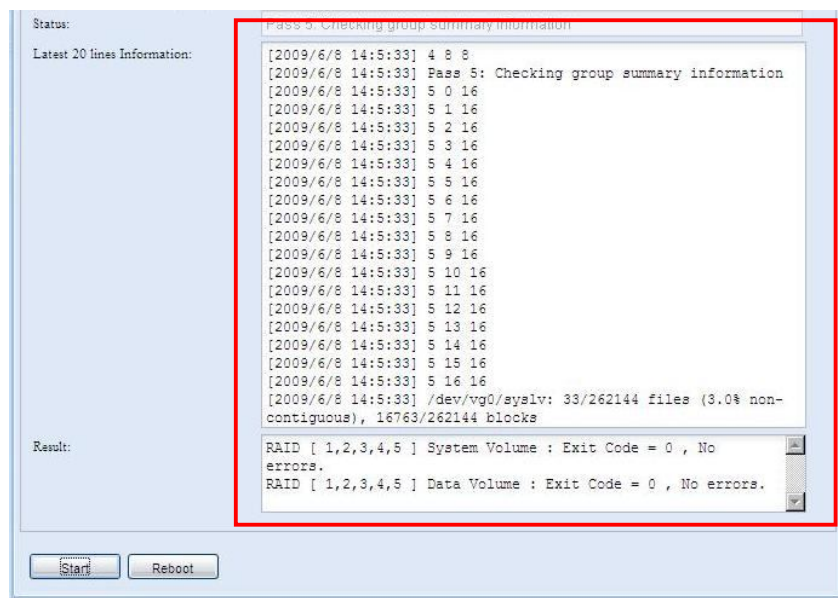 Status:
Pass 5: Checking group summary information
Latest 20 lines Information:
[2009/6/8 14:5:33] 4 8 8
[2009/6/8 14:5:33] Pass 5: Checking group summary information
[2009/6/8 14:5:33] 5 0 16
[2009/6/8 14:5:33] 5 1 16
[2009/6/8 14:5:33] 5 2 16
[2009/6/8 14:5:33] 5 3 16
[2009/6/8 14:5:33] 5 4 16
[2009/6/8 14:5:33] 5 5 16
[2009/6/8 14:5:33] 5 6 16
[2009/6/8 14:5:33] 5 7 16
[2009/6/8 14:5:33] 5 8 16
[2009/6/8 14:5:33] 5 9 16
[2009/6/8 14:5:33] 5 10 16
[2009/6/8 14:5:33] 5 11 16
[2009/6/8 14:5:33] 5 12 16
[2009/6/8 14:5:33] 5 13 16
[2009/6/8 14:5:33] 5 14 16
[2009/6/8 14:5:33] 5 15 16
[2009/6/8 14:5:33] 5 16 16
[2009/6/8 14:5:33] /dev/vg0/syslv: 33/262144 files (3.0% non-
contiguous), 16763/262144 blocks
Result:
RAID [ 1,2,3,4,5 ] System Volume : Exit Code = 0 , No
errors.
RAID [ 1,2,3,4,5 ] Data Volume : Exit Code = 0 , No errors.
Start
Reboot